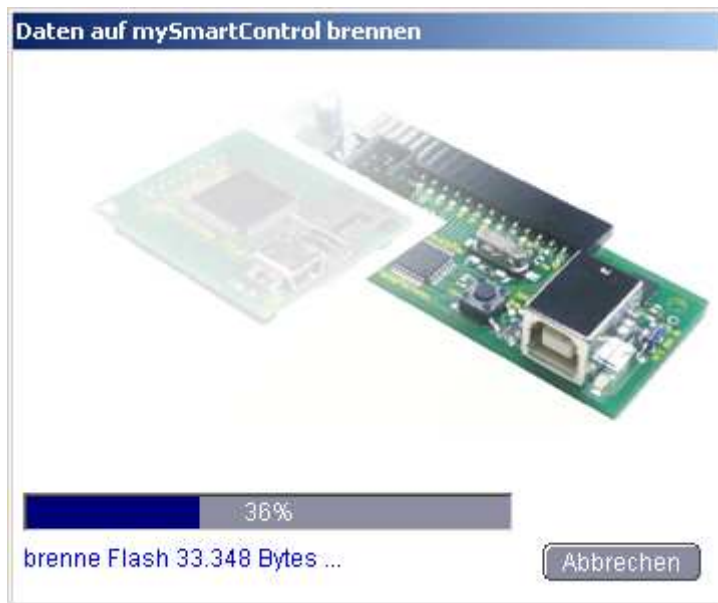 Daten auf mySmartControl brennen
36%
brenne Flash 33.348 Bytes ...
Abbrechen